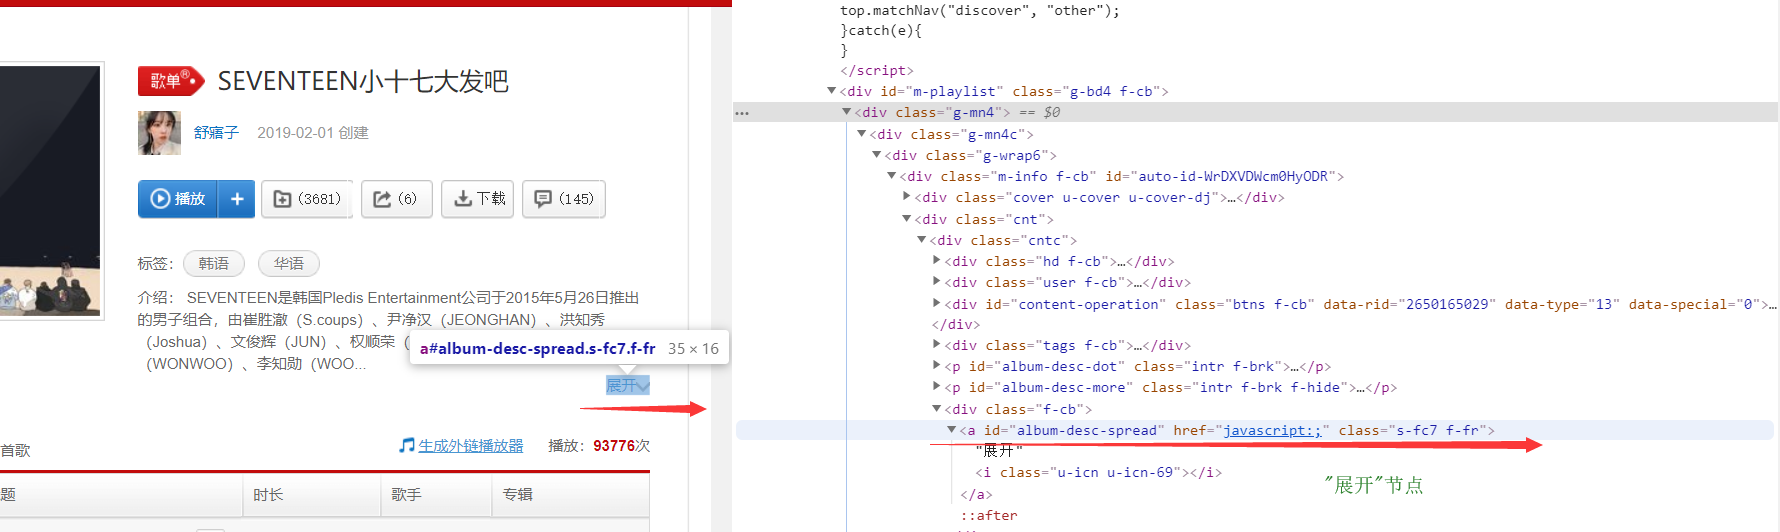 歌单®
SEVENTEEN小十七大发吧
舒寤子 2019-02-01 创建
播放 + (3681) (6) 下载 (145)
标签： 韩语 华语
介绍： SEVENTEEN是韩国Pledis Entertainment公司于2015年5月26日推出
的男子组合，由崔胜澈（S.coups）、尹净汉（JEONGHAN）、洪知秀
（Joshua）、文俊辉（JUN）、权顺荣（
（WONWOO）、李知勋（WOO...
a#album-desc-spread.s-fc7.f-fr 35 × 16
展开
首歌
生成外链播放器 播放：93776次
题 时长 歌手 专辑
top.matchNav("discover", "other");
}catch(e){
}
</script>
▼<div id="m-playlist" class="g-bd4 f-cb">
... ▼<div class="g-mn4"> == $0
▼<div class="g-mn4c">
▼<div class="g-wrap6">
▼<div class="m-info f-cb" id="auto-id-WrDXVDWcm0HyODR">
▶<div class="cover u-cover u-cover-dj">…</div>
▼<div class="cnt">
▼<div class="cntc">
▶<div class="hd f-cb">…</div>
▶<div class="user f-cb">…</div>
▶<div id="content-operation" class="btns f-cb" data-rid="2650165029" data-type="13" data-special="0">…
</div>
▶<div class="tags f-cb">…</div>
▶<p id="album-desc-dot" class="intr f-brk">…</p>
▶<p id="album-desc-more" class="intr f-brk f-hide">…</p>
▼<div class="f-cb">
▼<a id="album-desc-spread" href="javascript:;" class="s-fc7 f-fr">
"展开"
<i class="u-icn u-icn-69"></i>
</a>
::after
"展开"节点